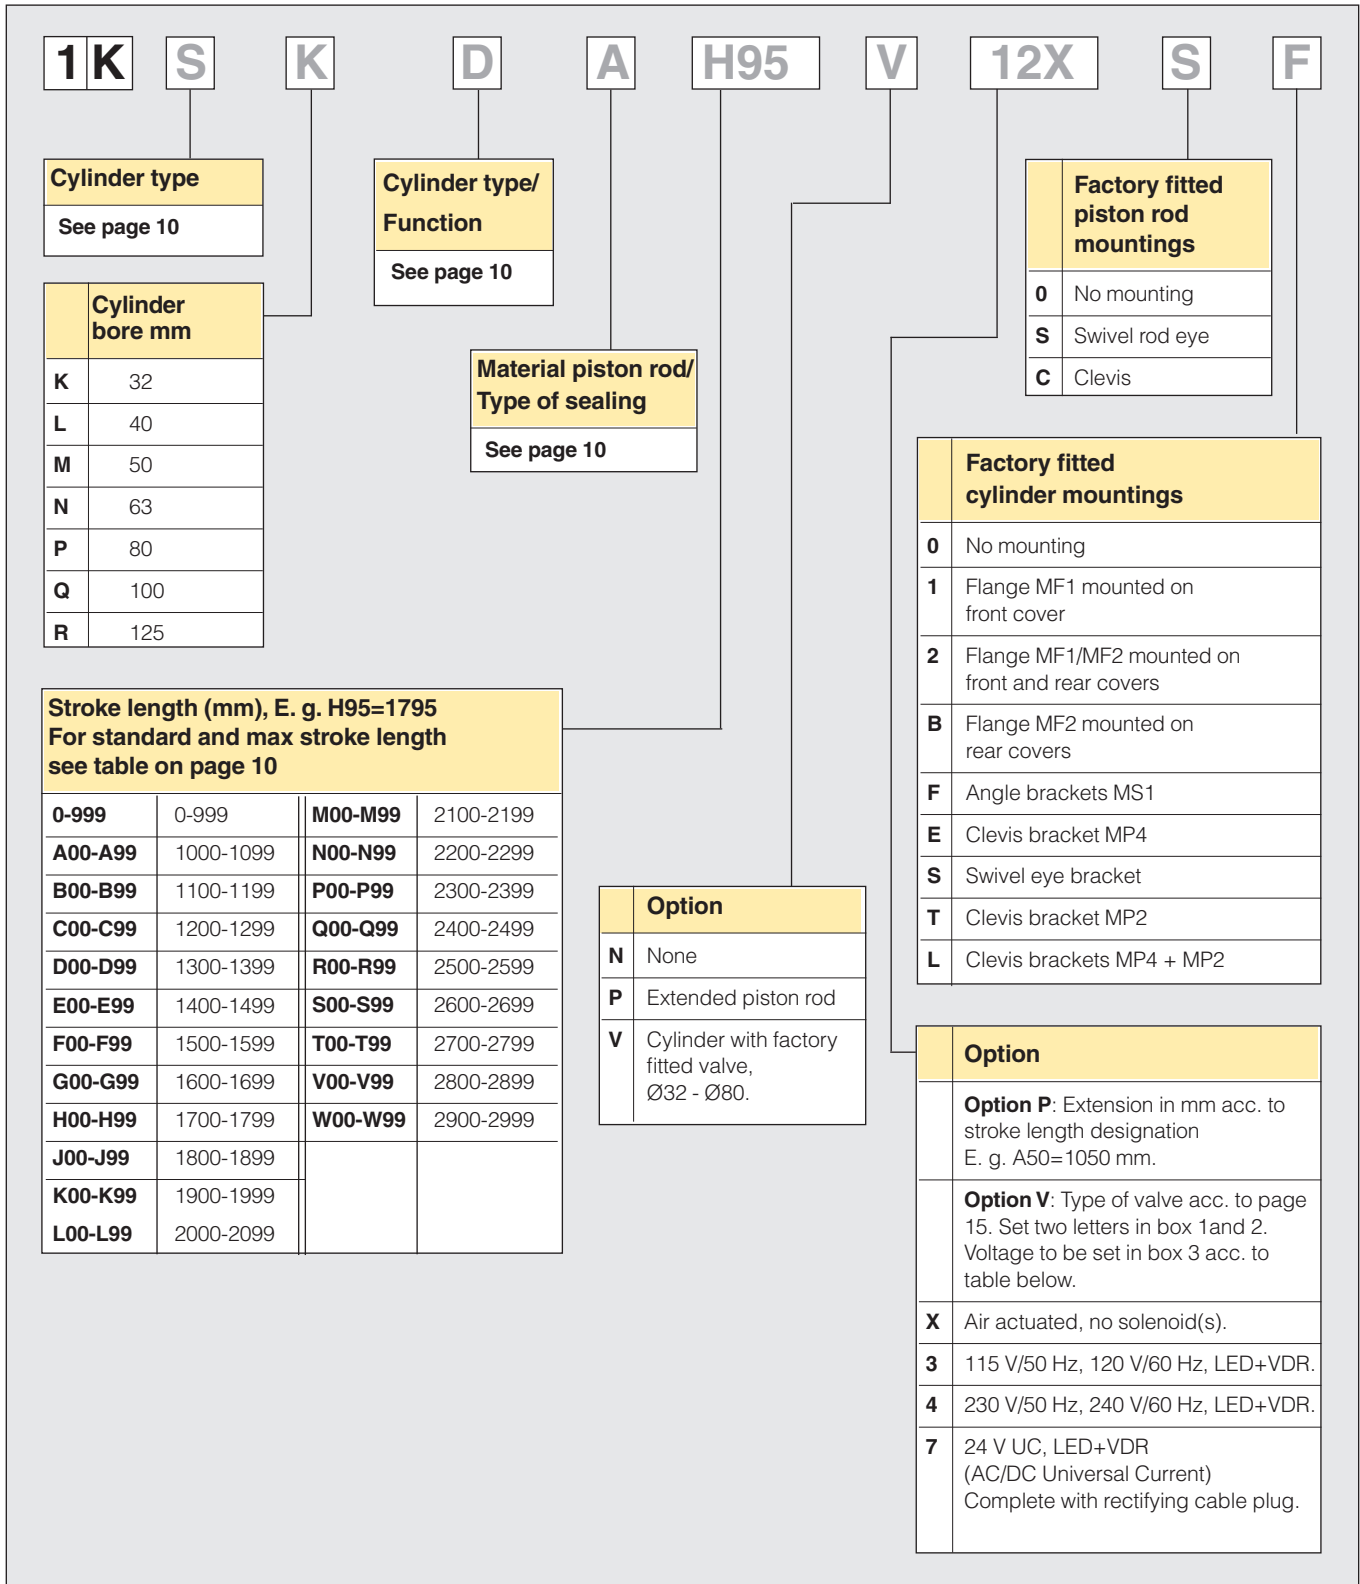 1K S K D A H95 V 12X S F
Cylinder type
See page 10
Cylinder type/
Function
See page 10
Factory fitted
piston rod
mountings
0 No mounting
S Swivel rod eye
C Clevis
Cylinder
bore mm
K 32
L 40
M 50
N 63
P 80
Q 100
R 125
Material piston rod/
Type of sealing
See page 10
Factory fitted
cylinder mountings
0 No mounting
1 Flange MF1 mounted on
front cover
2 Flange MF1/MF2 mounted on
front and rear covers
B Flange MF2 mounted on
rear covers
F Angle brackets MS1
E Clevis bracket MP4
S Swivel eye bracket
T Clevis bracket MP2
L Clevis brackets MP4 + MP2
Stroke length (mm), E. g. H95=1795
For standard and max stroke length
see table on page 10
0-999 0-999 M00-M99 2100-2199
A00-A99 1000-1099 N00-N99 2200-2299
B00-B99 1100-1199 P00-P99 2300-2399
C00-C99 1200-1299 Q00-Q99 2400-2499
D00-D99 1300-1399 R00-R99 2500-2599
E00-E99 1400-1499 S00-S99 2600-2699
F00-F99 1500-1599 T00-T99 2700-2799
G00-G99 1600-1699 V00-V99 2800-2899
H00-H99 1700-1799 W00-W99 2900-2999
J00-J99 1800-1899
K00-K99 1900-1999
L00-L99 2000-2099
Option
N None
P Extended piston rod
V Cylinder with factory
fitted valve,
Ø32 - Ø80.
Option
Option P: Extension in mm acc. to
stroke length designation
E. g. A50=1050 mm.
Option V: Type of valve acc. to page
15. Set two letters in box 1and 2.
Voltage to be set in box 3 acc. to
table below.
X Air actuated, no solenoid(s).
3 115 V/50 Hz, 120 V/60 Hz, LED+VDR.
4 230 V/50 Hz, 240 V/60 Hz, LED+VDR.
7 24 V UC, LED+VDR
(AC/DC Universal Current)
Complete with rectifying cable plug.